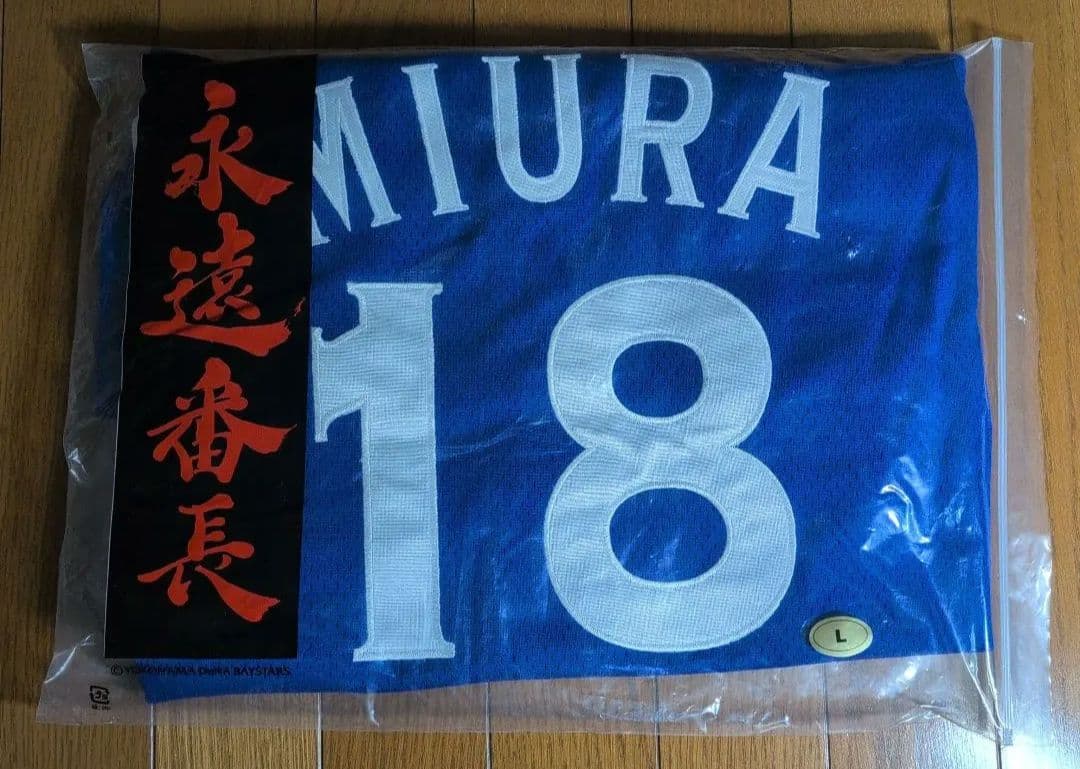 永遠番長
MIURA
18
L
© YOKOHAMA DeNA BAYSTARS